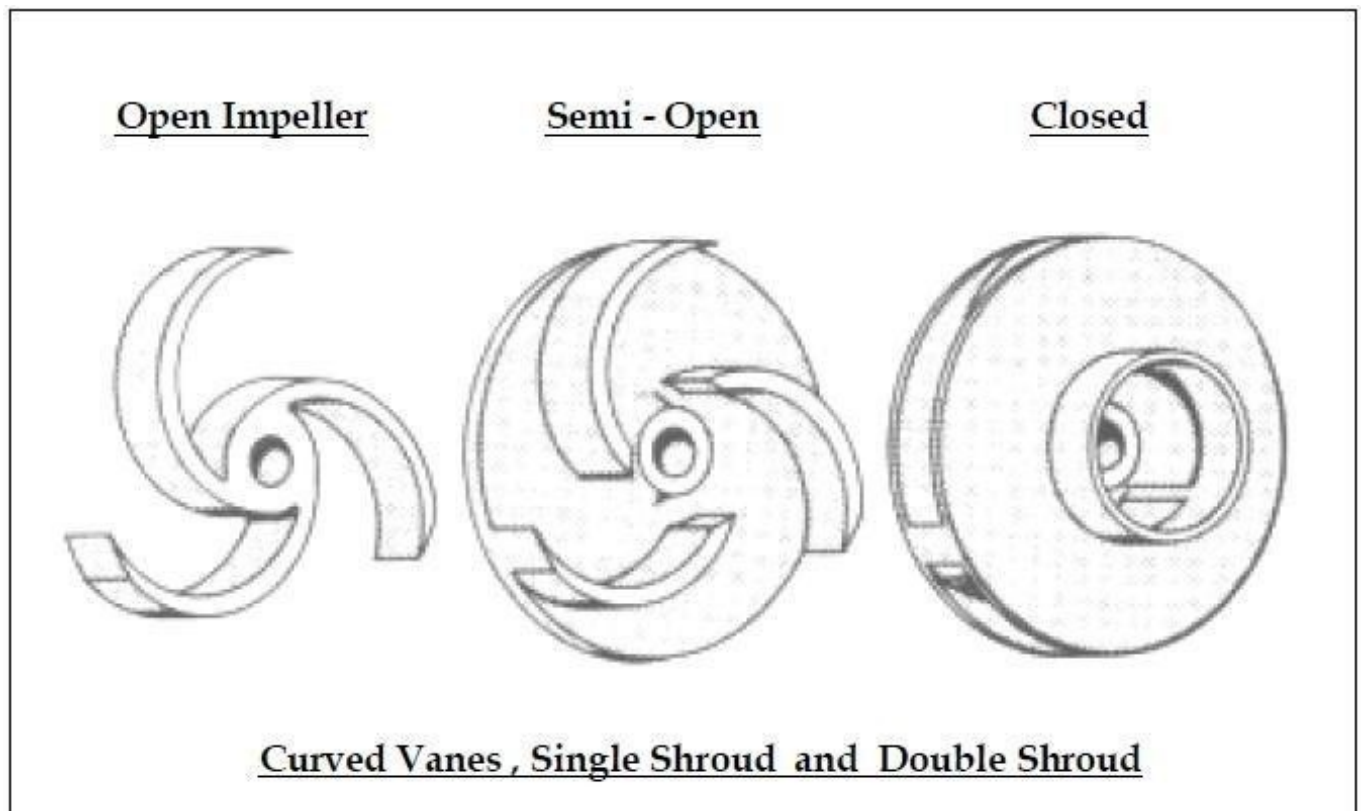 Open Impeller Semi - Open Closed
Curved Vanes , Single Shroud and Double Shroud